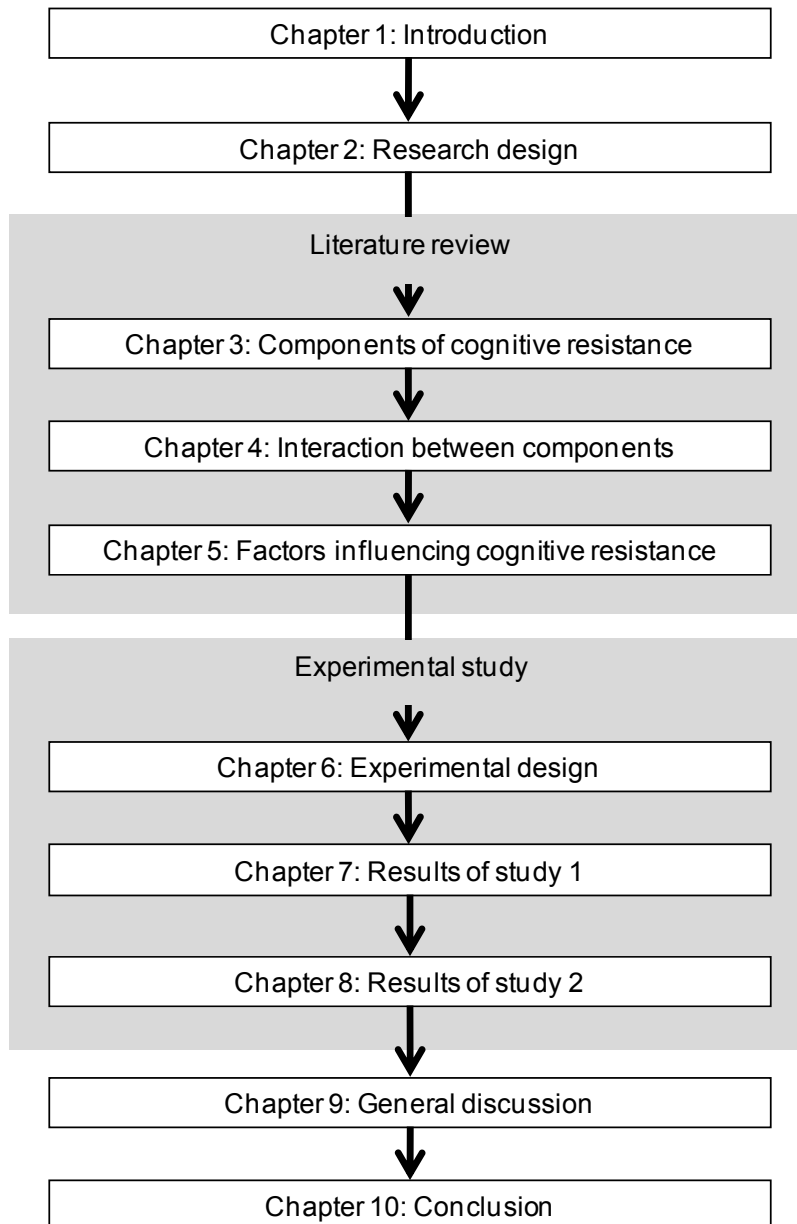 Chapter 1: Introduction
Chapter 2: Research design
Literature review
Chapter 3: Components of cognitive resistance
Chapter 4: Interaction between components
Chapter 5: Factors influencing cognitive resistance
Experimental study
Chapter 6: Experimental design
Chapter 7: Results of study 1
Chapter 8: Results of study 2
Chapter 9: General discussion
Chapter 10: Conclusion